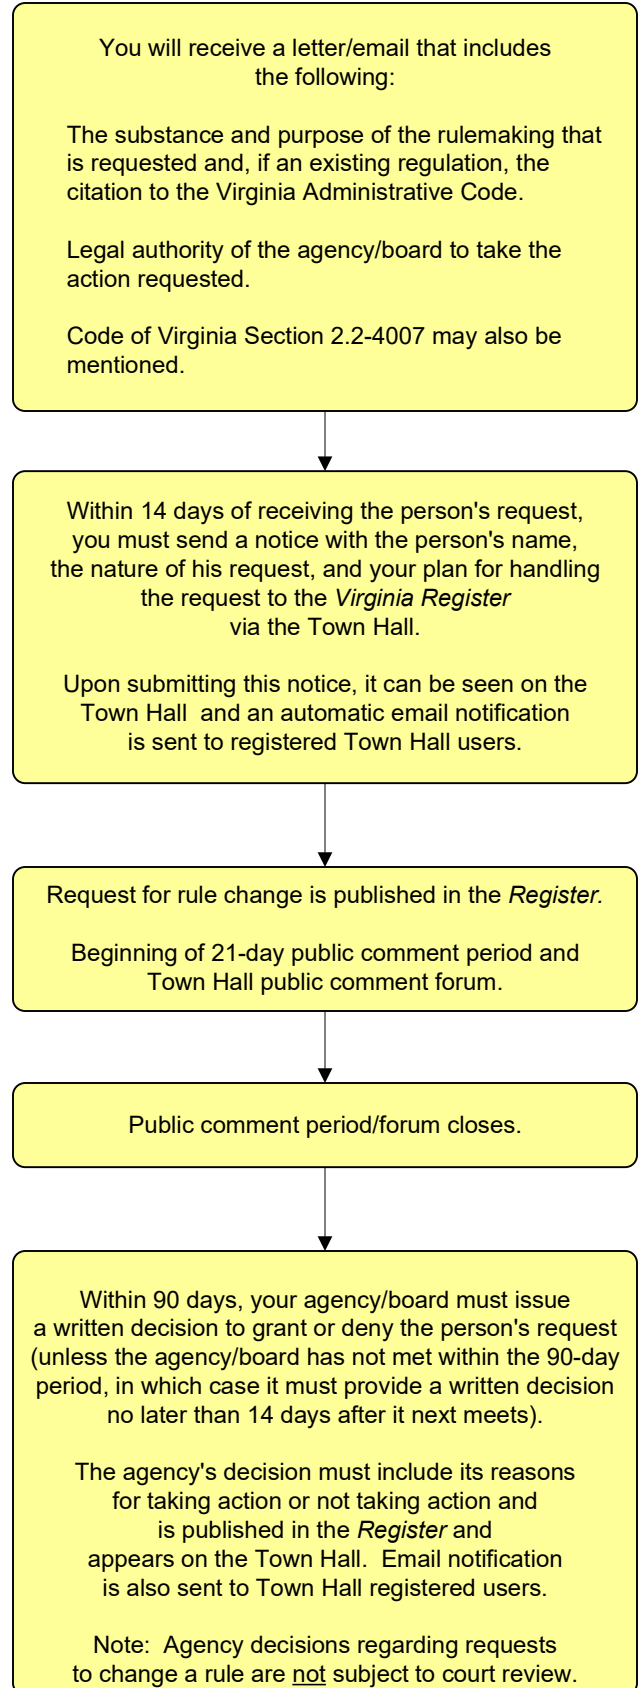 You will receive a letter/email that includes
the following:
The substance and purpose of the rulemaking that
is requested and, if an existing regulation, the
citation to the Virginia Administrative Code.
Legal authority of the agency/board to take the
action requested.
Code of Virginia Section 2.2-4007 may also be
mentioned.
Within 14 days of receiving the person's request,
you must send a notice with the person's name,
the nature of his request, and your plan for handling
the request to the Virginia Register
via the Town Hall.
Upon submitting this notice, it can be seen on the
Town Hall and an automatic email notification
is sent to registered Town Hall users.
Request for rule change is published in the Register.
Beginning of 21-day public comment period and
Town Hall public comment forum.
Public comment period/forum closes.
Within 90 days, your agency/board must issue
a written decision to grant or deny the person's request
(unless the agency/board has not met within the 90-day
period, in which case it must provide a written decision
no later than 14 days after it next meets).
The agency's decision must include its reasons
for taking action or not taking action and
is published in the Register and
appears on the Town Hall. Email notification
is also sent to Town Hall registered users.
Note: Agency decisions regarding requests
to change a rule are not subject to court review.